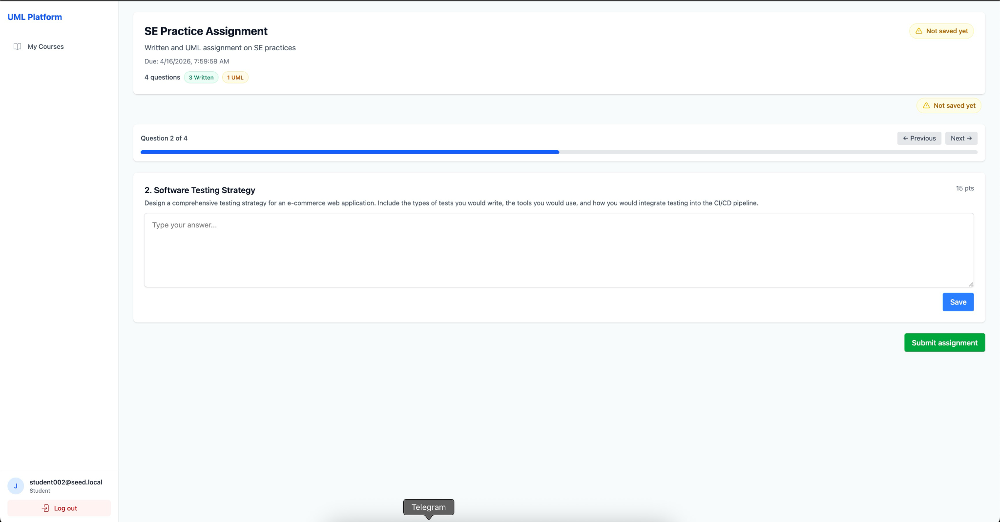 UML Platform
My Courses
SE Practice Assignment
Not saved yet
Written and UML assignment on SE practices
Due: 4/16/2026, 7:59:59 AM
4 questions 3 Written 1 UML
Not saved yet
Question 2 of 4
← Previous Next →
2. Software Testing Strategy
15 pts
Design a comprehensive testing strategy for an e-commerce web application. Include the types of tests you would write, the tools you would use, and how you would integrate testing into the CI/CD pipeline.
Type your answer...
Save
Submit assignment
J
student002@seed.local
Student
Log out
Telegram